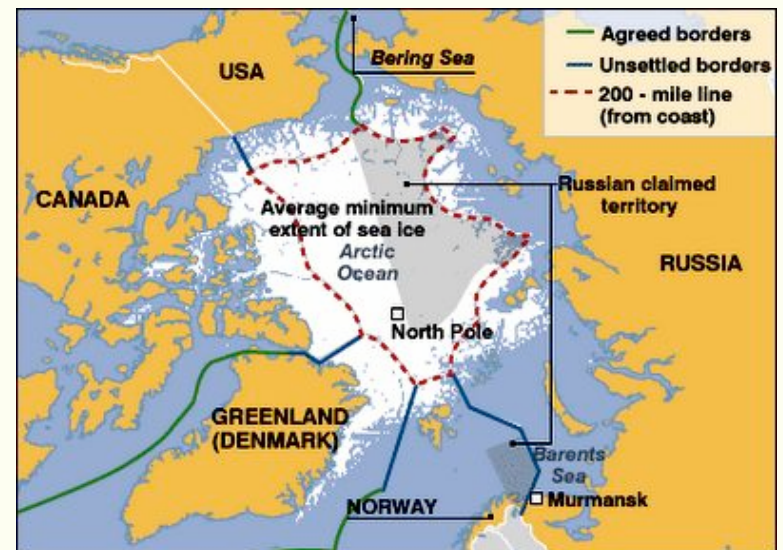 Agreed borders
Unsettled borders
200 - mile line
(from coast)
Bering Sea
USA
CANADA
Russian claimed
territory
Average minimum
extent of sea ice
Arctic
Ocean
RUSSIA
North Pole
GREENLAND
(DENMARK)
Barents
Sea
Murmansk
NORWAY